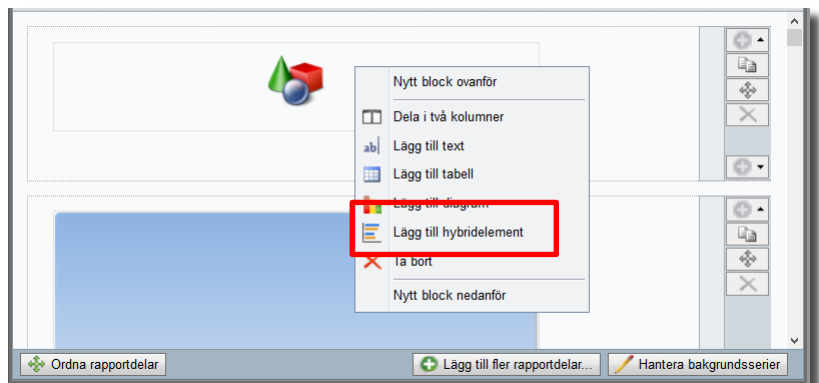 Nytt block ovanför
Dela i två kolumner
ab
Lägg till text
Lägg till tabell
Lägg till diagram
Lägg till hybridelement
Ta bort
Nytt block nedanför
Ordna rapportdelar
Lägg till fler rapportdelar...
Hantera bakgrundsserier